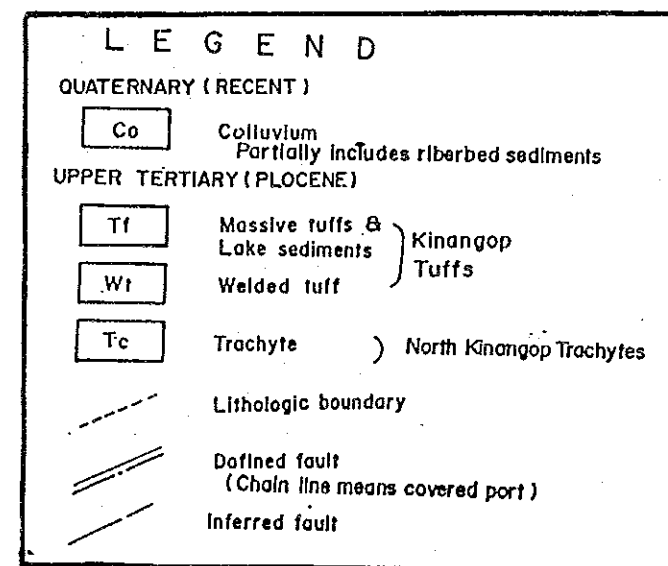 LEGEND
QUATERNARY (RECENT)
Co Colluvium
Partially includes riberbed sediments
UPPER TERTIARY (PLOCENE)
Tf Massive tuffs &
Lake sediments
Kinangop
Tuffs
Wt Welded tuff
Tc Trachyte ) North Kinangop Trachytes
Lithologic boundary
Dofined fault
(Chain line means covered port)
Inferred fault